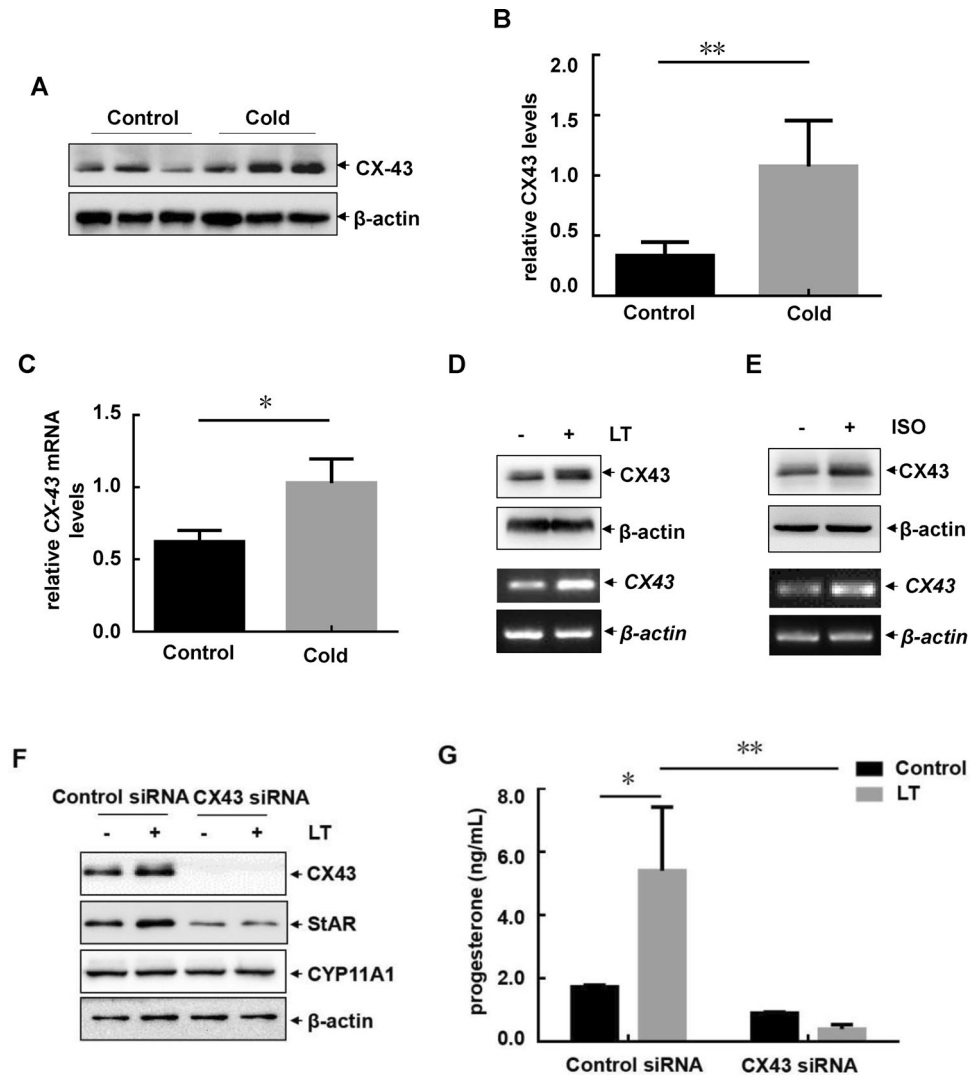 A
Control Cold
CX-43
β-actin
B
**
relative CX43 levels
2.0
1.5
1.0
0.5
0.0
Control Cold
C
*
relative CX-43 mRNA
levels
1.5
1.0
0.5
0.0
Control Cold
D
- + LT
CX43
β-actin
CX43
β-actin
E
- + ISO
CX43
β-actin
CX43
β-actin
F
Control siRNA CX43 siRNA
- + - + LT
CX43
StAR
CYP11A1
β-actin
G
**
*
Control
LT
progesterone (ng/mL)
8.0
6.0
4.0
2.0
0.0
Control siRNA CX43 siRNA